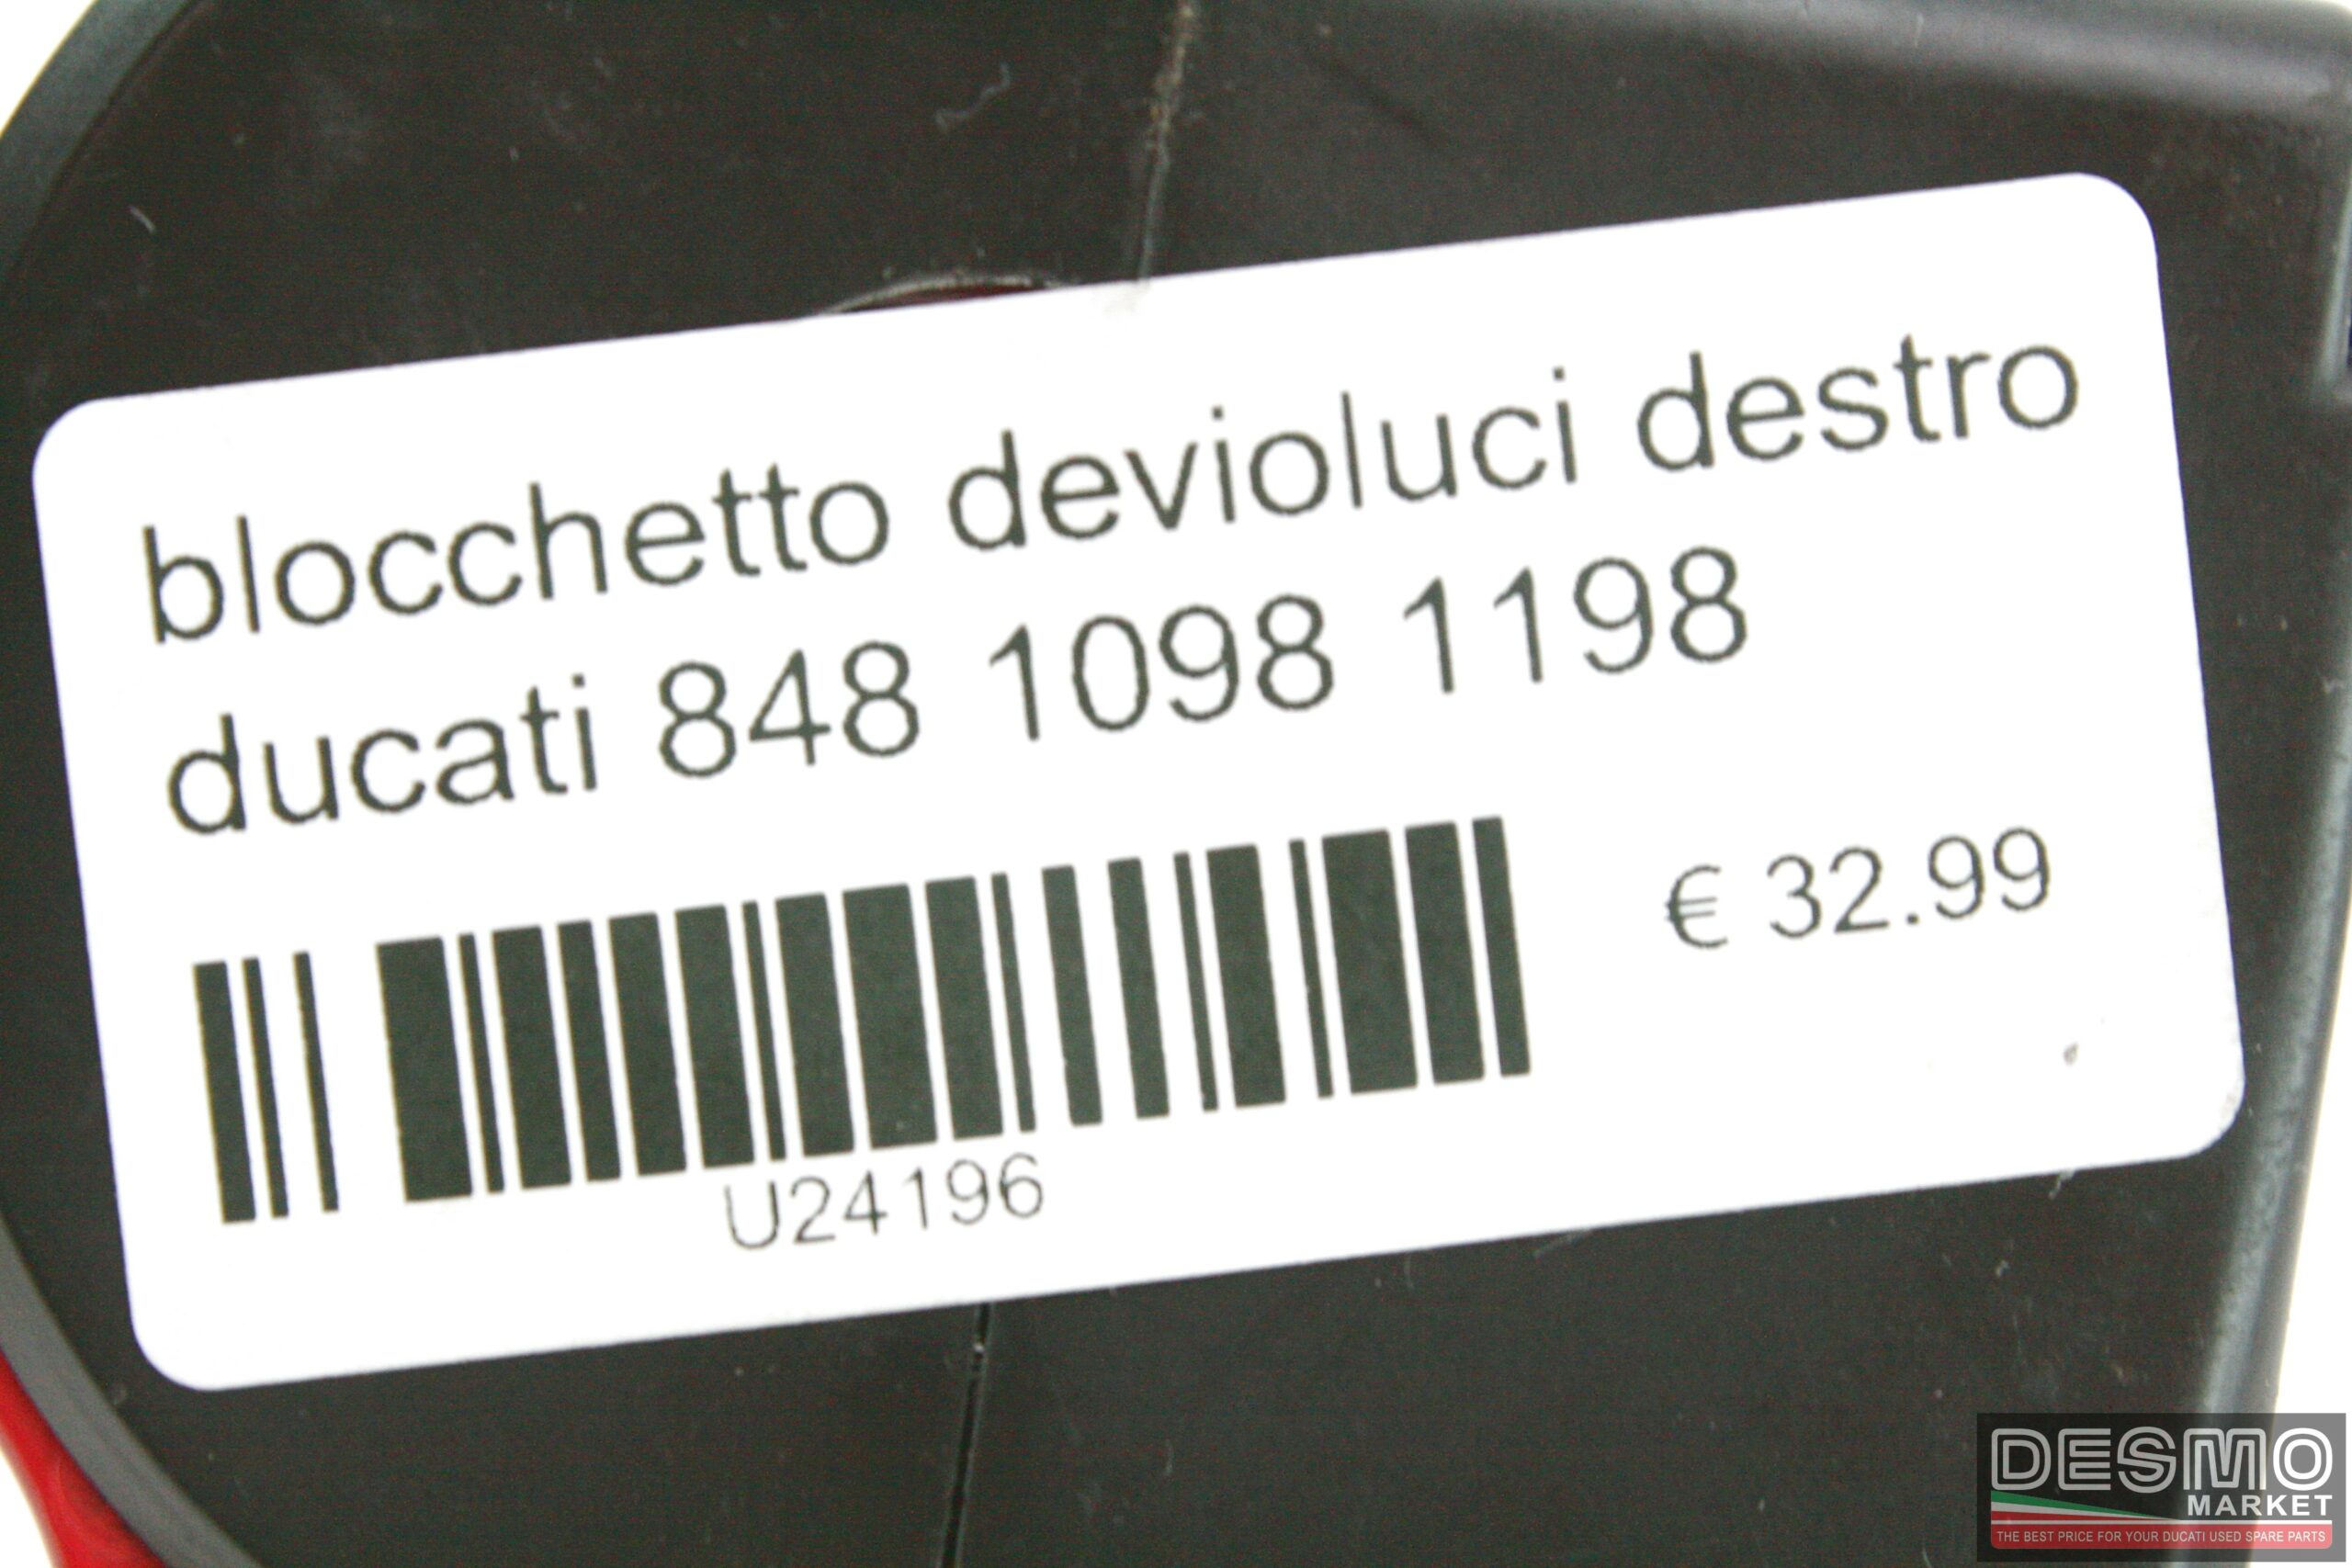 blocchetto devioluci destro
ducati 848 1098 1198
€ 32.99
U24196
DESMO
MARKET
THE BEST PRICE FOR YOUR DUCATI USED SPARE PARTS